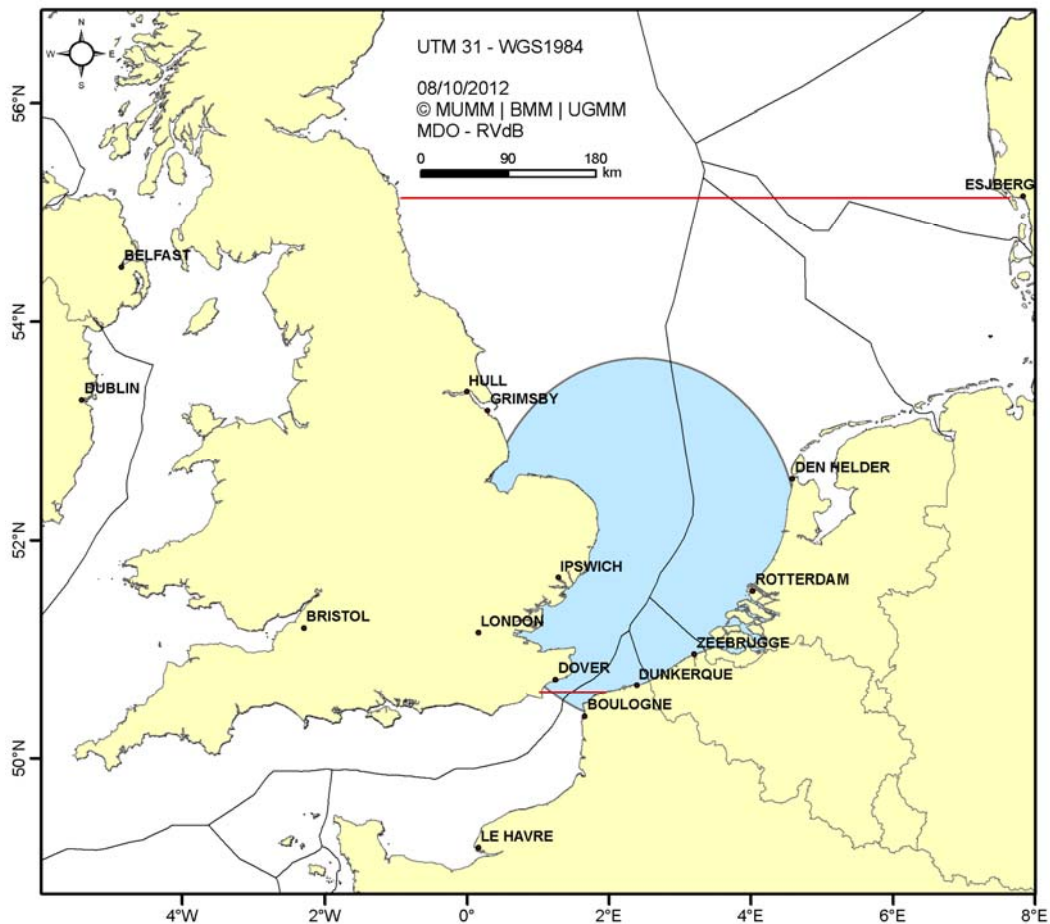 N
W E
S
UTM 31 - WGS1984
08/10/2012
© MUMM | BMM | UGMM
MDO - RVdB
0 90 180
km
56°N
54°N
52°N
50°N
ESJBERG
BELFAST
DUBLIN
HULL
GRIMSBY
DEN HELDER
IPSWICH
ROTTERDAM
BRISTOL
LONDON
ZEEBRUGGE
DOVER
DUNKERQUE
BOULOGNE
LE HAVRE
4°W 2°W 0° 2°E 4°E 6°E 8°E